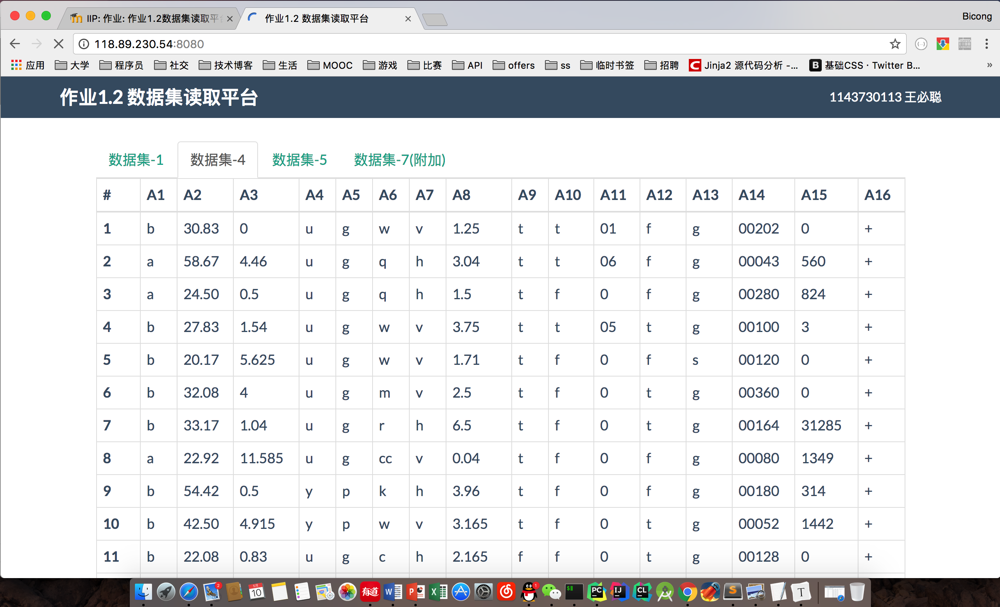 IIP: 作业: 作业1.2数据集读取平台
作业1.2 数据集读取平台
Bicong
118.89.230.54:8080
应用 大学 程序员 社交 技术博客 生活 MOOC 游戏 比赛 API offers ss 临时书签 招聘 Jinja2 源代码分析 -... 基础CSS · Twitter B... »
作业1.2 数据集读取平台 1143730113 王必聪
数据集-1 数据集-4 数据集-5 数据集-7(附加)
# A1 A2 A3 A4 A5 A6 A7 A8 A9 A10 A11 A12 A13 A14 A15 A16
1 b 30.83 0 u g w v 1.25 t t 01 f g 00202 0 +
2 a 58.67 4.46 u g q h 3.04 t t 06 f g 00043 560 +
3 a 24.50 0.5 u g q h 1.5 t f 0 f g 00280 824 +
4 b 27.83 1.54 u g w v 3.75 t t 05 t g 00100 3 +
5 b 20.17 5.625 u g w v 1.71 t f 0 f s 00120 0 +
6 b 32.08 4 u g m v 2.5 t f 0 t g 00360 0 +
7 b 33.17 1.04 u g r h 6.5 t f 0 t g 00164 31285 +
8 a 22.92 11.585 u g cc v 0.04 t f 0 f g 00080 1349 +
9 b 54.42 0.5 y p k h 3.96 t f 0 f g 00180 314 +
10 b 42.50 4.915 y p w v 3.165 t f 0 t g 00052 1442 +
11 b 22.08 0.83 u g c h 2.165 f f 0 t g 00128 0 +
2 5月 10 有道 W P X 1 $ PC IJ CL S T